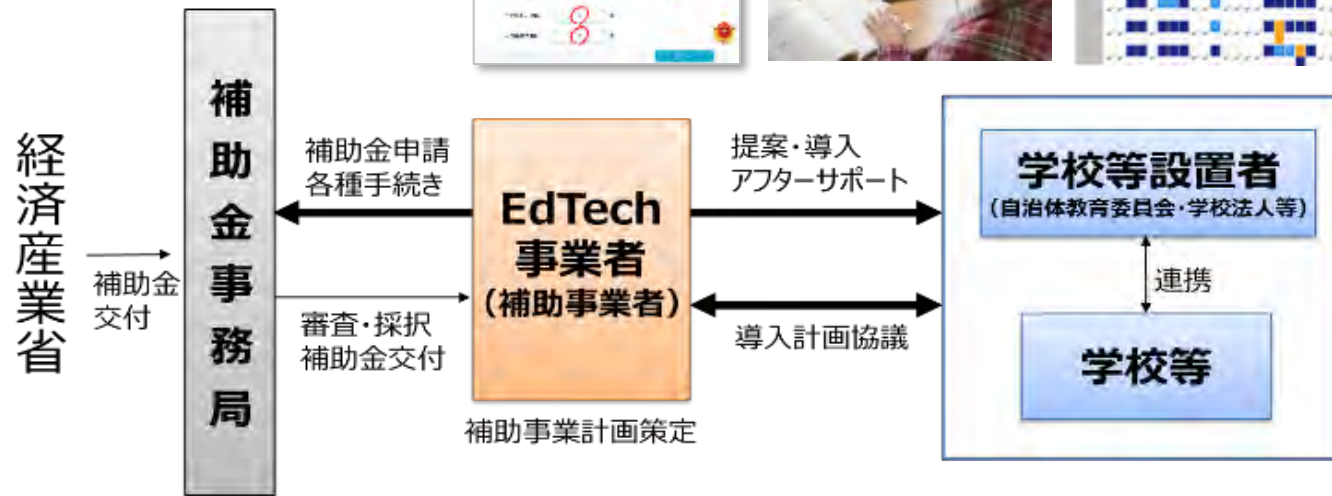 経済産業省
補助金
交付
補助金事務局
補助金申請
各種手続き
審査・採択
補助金交付
EdTech
事業者
(補助事業者)
補助事業計画策定
提案・導入
アフターサポート
導入計画協議
学校等設置者
(自治体教育委員会・学校法人等)
連携
学校等